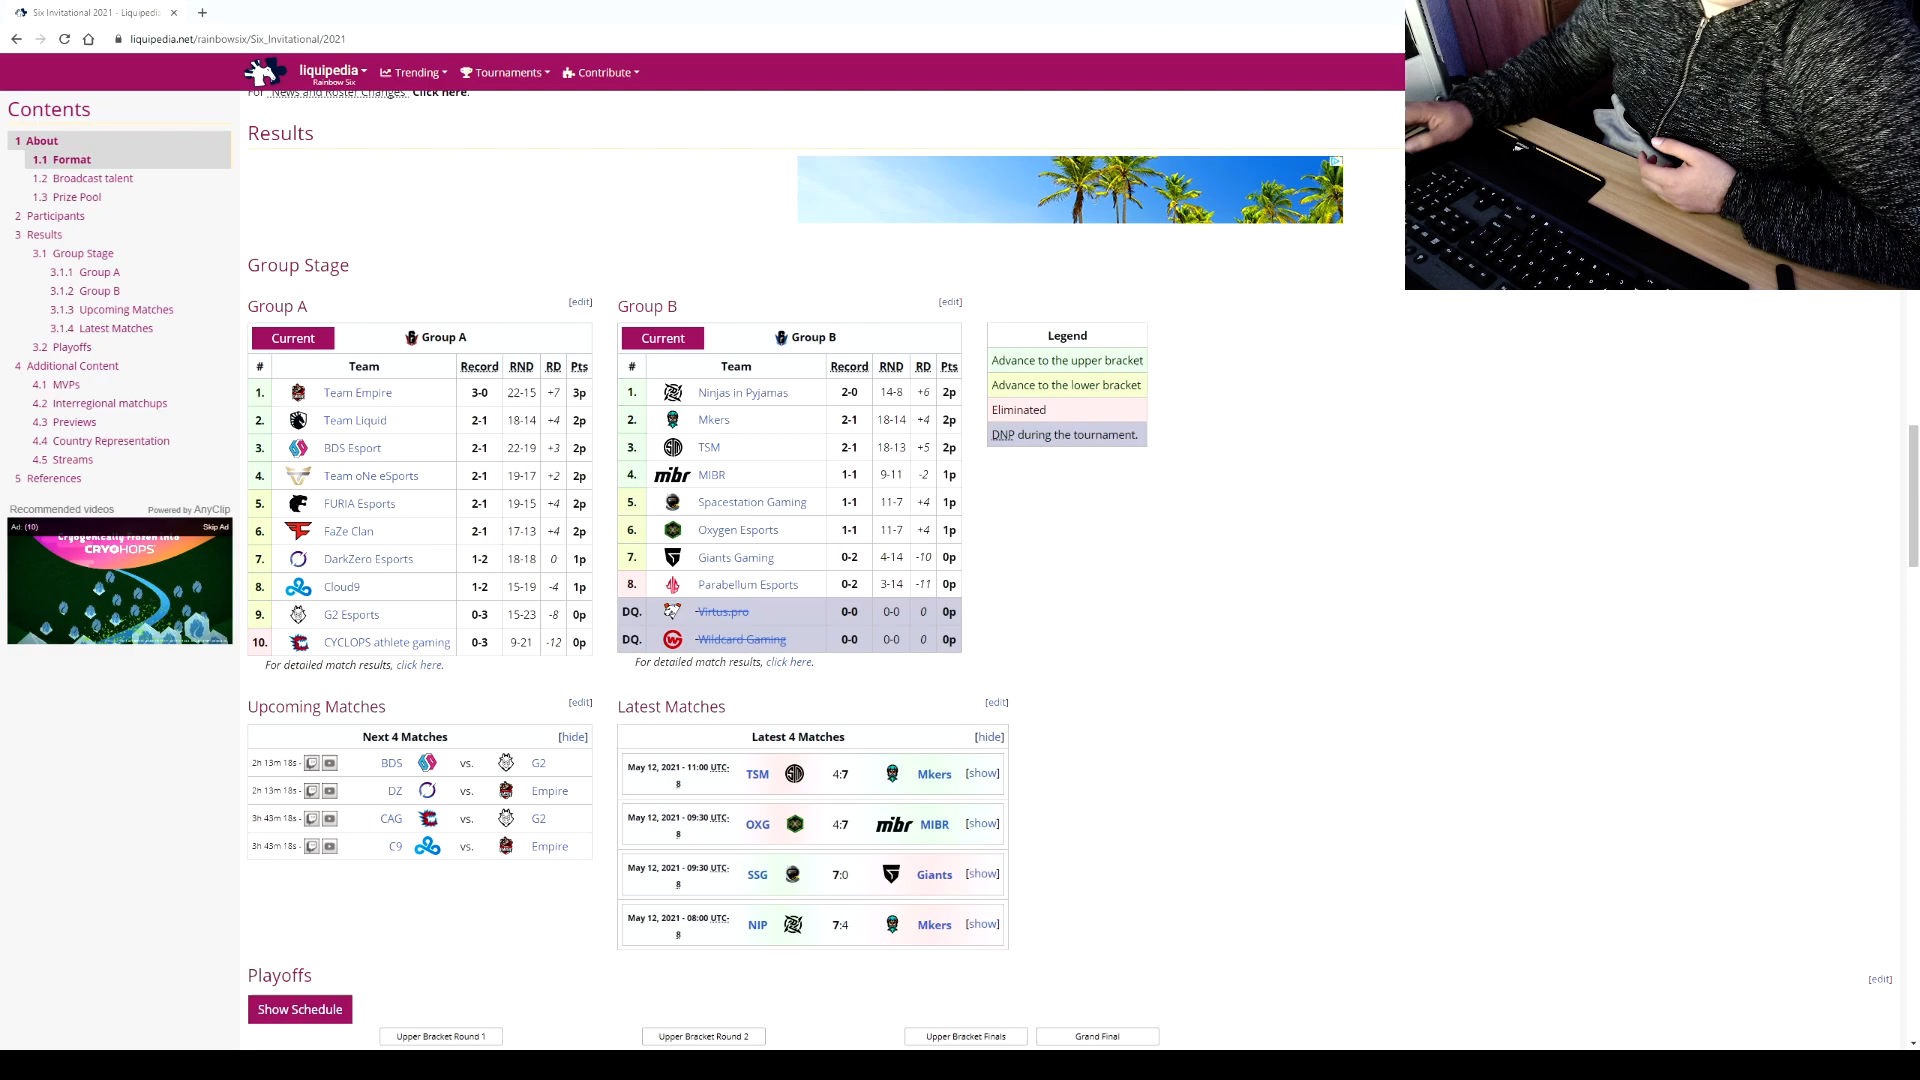 Six Invitational 2021 - Liquipedi
liquipedia.net/rainbowsix/Six_Invitational/2021
liquipedia
Rainbow Six
Trending
Tournaments
Contribute
Contents
1 About
1.1 Format
1.2 Broadcast talent
1.3 Prize Pool
2 Participants
3 Results
3.1 Group Stage
3.1.1 Group A
3.1.2 Group B
3.1.3 Upcoming Matches
3.1.4 Latest Matches
3.2 Playoffs
4 Additional Content
4.1 MVPs
4.2 Interregional matchups
4.3 Previews
4.4 Country Representation
4.5 Streams
5 References
Recommended videos Powered by AnyClip
Ad: (10) Skip Ad
Cryogenically Frozen into
CRYOHOPS
For "News and Roster Changes" Click here.
Results
Group Stage
Group A [edit]
Current Group A
# Team Record RND RD Pts
1. Team Empire 3-0 22-15 +7 3p
2. Team Liquid 2-1 18-14 +4 2p
3. BDS Esport 2-1 22-19 +3 2p
4. Team oNe eSports 2-1 19-17 +2 2p
5. FURIA Esports 2-1 19-15 +4 2p
6. FaZe Clan 2-1 17-13 +4 2p
7. DarkZero Esports 1-2 18-18 0 1p
8. Cloud9 1-2 15-19 -4 1p
9. G2 Esports 0-3 15-23 -8 0p
10. CYCLOPS athlete gaming 0-3 9-21 -12 0p
For detailed match results, click here.
Group B [edit]
Current Group B
# Team Record RND RD Pts
1. Ninjas in Pyjamas 2-0 14-8 +6 2p
2. Mkers 2-1 18-14 +4 2p
3. TSM 2-1 18-13 +5 2p
4. mibr MIBR 1-1 9-11 -2 1p
5. Spacestation Gaming 1-1 11-7 +4 1p
6. Oxygen Esports 1-1 11-7 +4 1p
7. Giants Gaming 0-2 4-14 -10 0p
8. Parabellum Esports 0-2 3-14 -11 0p
DQ. Virtus.pro 0-0 0-0 0 0p
DQ. Wildcard Gaming 0-0 0-0 0 0p
For detailed match results, click here.
Legend
Advance to the upper bracket
Advance to the lower bracket
Eliminated
DNP during the tournament.
Upcoming Matches [edit]
Next 4 Matches [hide]
2h 13m 18s - BDS vs. G2
2h 13m 18s - DZ vs. Empire
3h 43m 18s - CAG vs. G2
3h 43m 18s - C9 vs. Empire
Latest Matches [edit]
Latest 4 Matches [hide]
May 12, 2021 - 11:00 UTC-
8
TSM 4:7 Mkers [show]
May 12, 2021 - 09:30 UTC-
8
OXG 4:7 mibr MIBR [show]
May 12, 2021 - 09:30 UTC-
8
SSG 7:0 Giants [show]
May 12, 2021 - 08:00 UTC-
8
NIP 7:4 Mkers [show]
Playoffs [edit]
Show Schedule
Upper Bracket Round 1 Upper Bracket Round 2 Upper Bracket Finals Grand Final